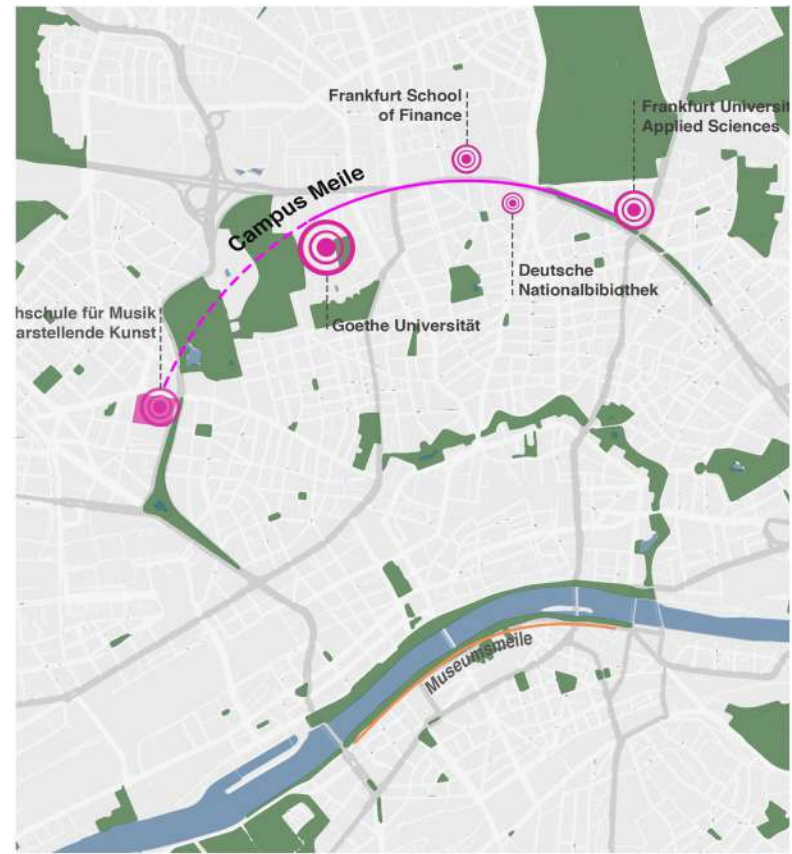 Frankfurt School
of Finance
Frankfurt Universit
Applied Sciences
Campus Meile
Deutsche
Nationalbibiothek
hschule für Musik
arstellende Kunst
Goethe Universität
Museumsmeile